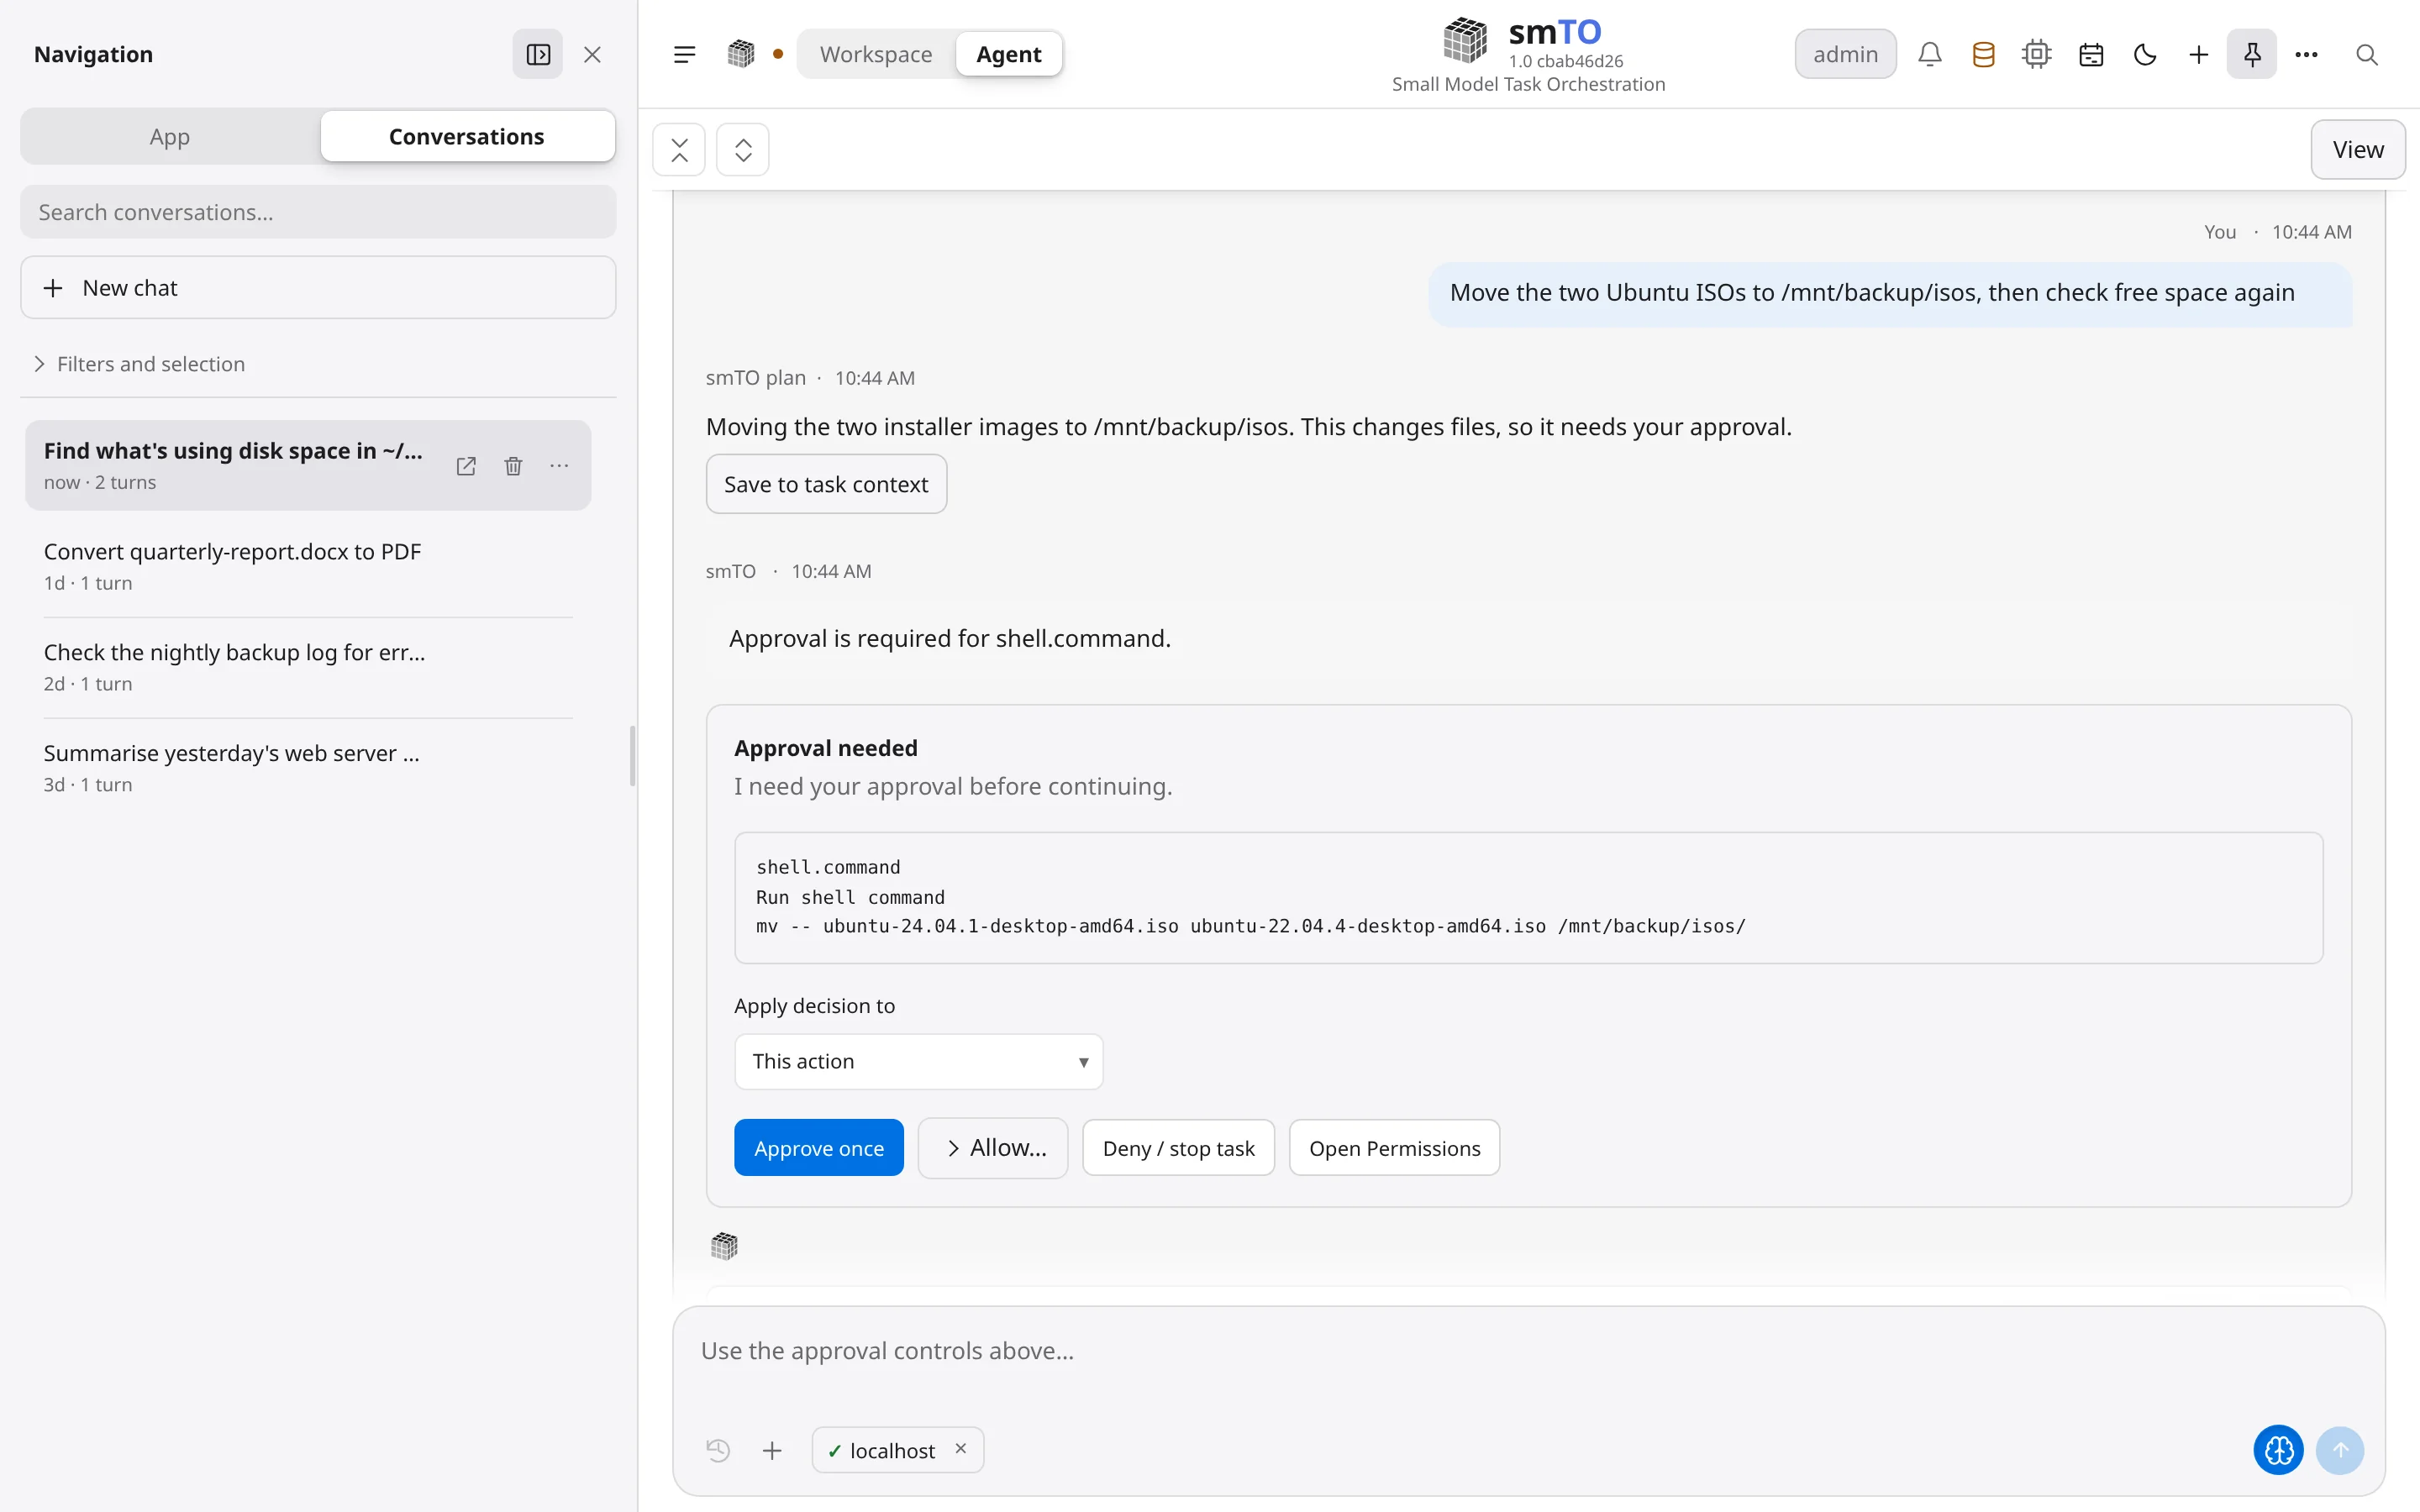 Navigation
App
Conversations
Search conversations...
New chat
Filters and selection
Find what's using disk space in ~/...
now · 2 turns
Convert quarterly-report.docx to PDF
1d · 1 turn
Check the nightly backup log for err...
2d · 1 turn
Summarise yesterday's web server ...
3d · 1 turn
Workspace
Agent
smTO
1.0 cbab46d26
Small Model Task Orchestration
admin
View
You · 10:44 AM
Move the two Ubuntu ISOs to /mnt/backup/isos, then check free space again
smTO plan · 10:44 AM
Moving the two installer images to /mnt/backup/isos. This changes files, so it needs your approval.
Save to task context
smTO · 10:44 AM
Approval is required for shell.command.
Approval needed
I need your approval before continuing.
shell.command
Run shell command
mv -- ubuntu-24.04.1-desktop-amd64.iso ubuntu-22.04.4-desktop-amd64.iso /mnt/backup/isos/
Apply decision to
This action
Approve once
Allow...
Deny / stop task
Open Permissions
Use the approval controls above...
✓ localhost ×